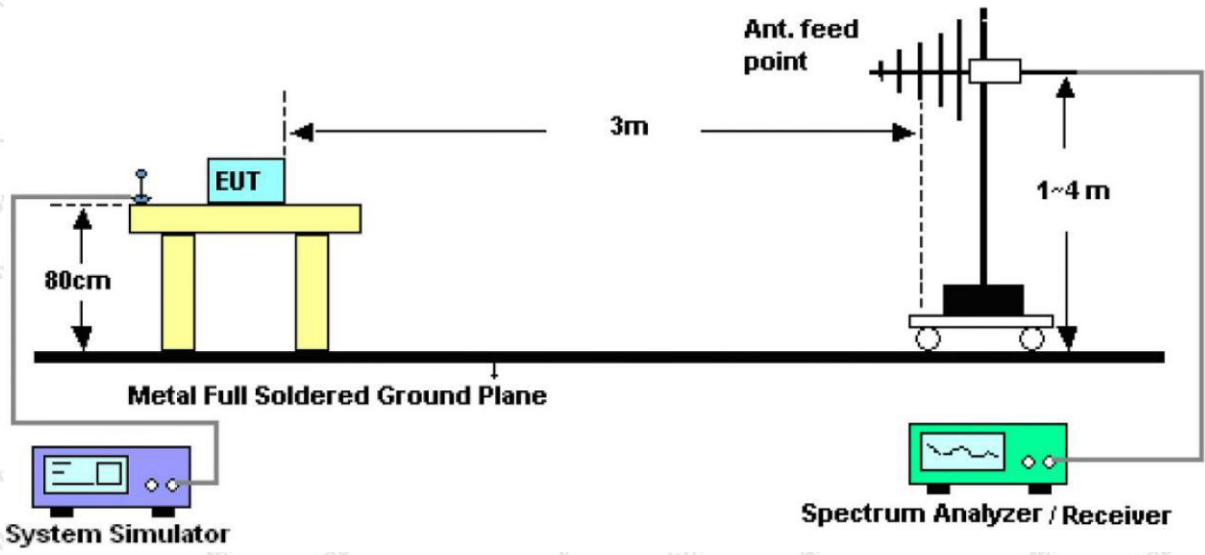 Ant. feed
point
3m
EUT
1~4 m
80cm
Metal Full Soldered Ground Plane
System Simulator
Spectrum Analyzer / Receiver